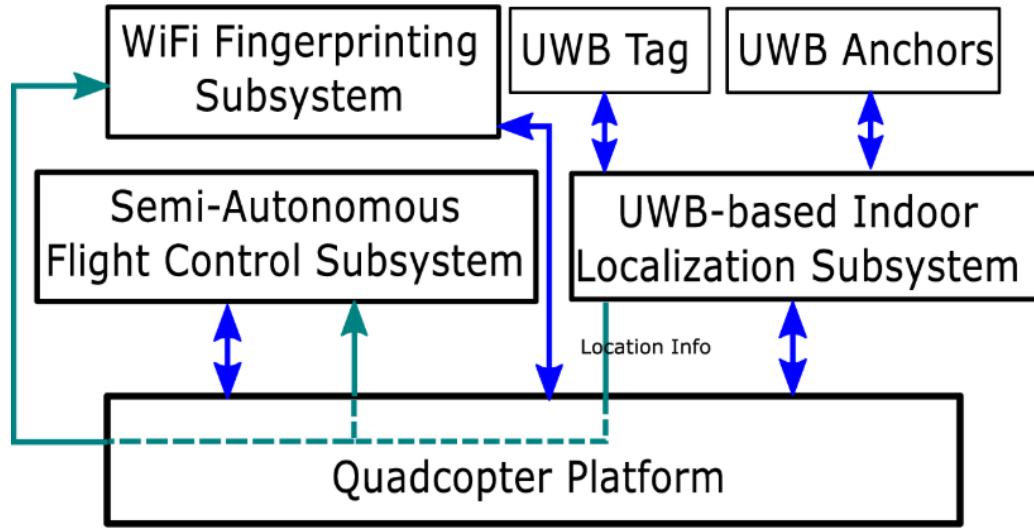 WiFi Fingerprinting
Subsystem
UWB Tag
UWB Anchors
Semi-Autonomous
Flight Control Subsystem
UWB-based Indoor
Localization Subsystem
Location Info
Quadcopter Platform